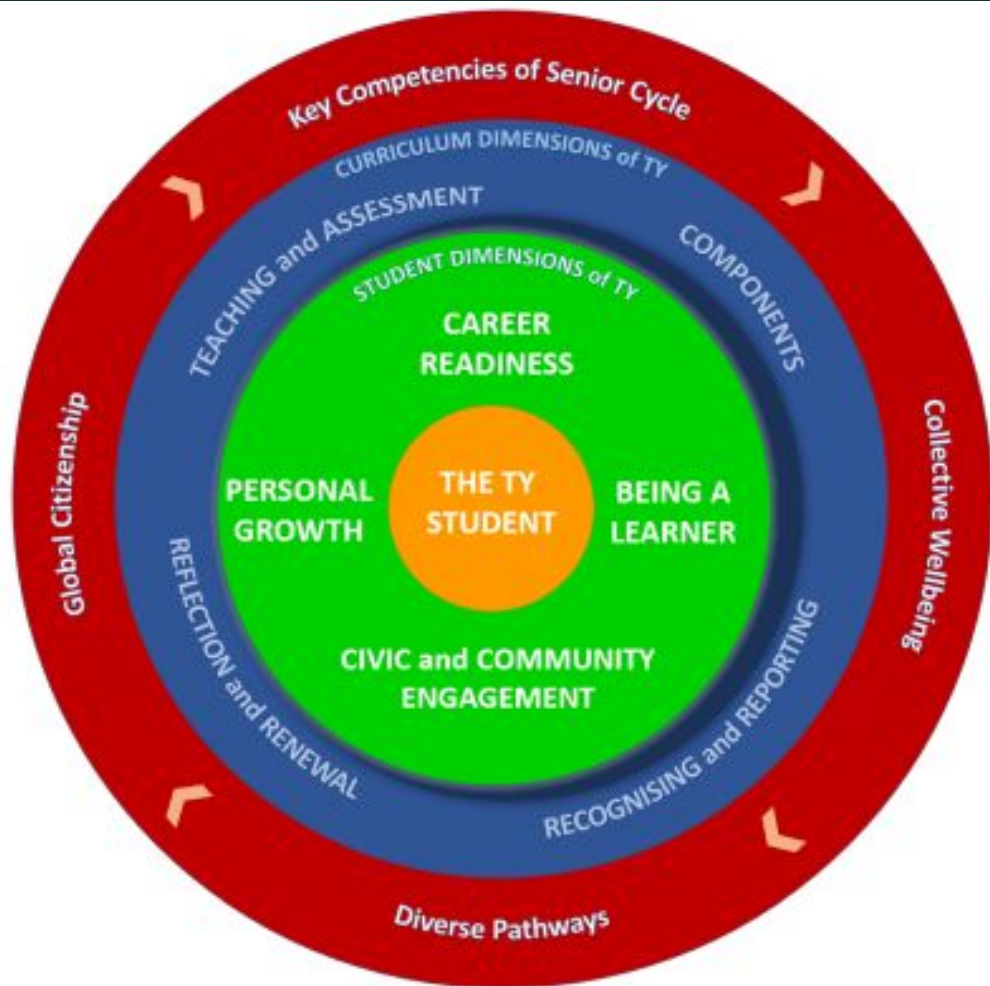 Key Competencies of Senior Cycle
CURRICULUM DIMENSIONS of TY
TEACHING and ASSESSMENT
COMPONENTS
STUDENT DIMENSIONS of TY
CAREER
READINESS
Global Citizenship
PERSONAL
GROWTH
THE TY
STUDENT
BEING A
LEARNER
Collective Wellbeing
CIVIC and COMMUNITY
ENGAGEMENT
REFLECTION and RENEWAL
RECOGNISING and REPORTING
Diverse Pathways